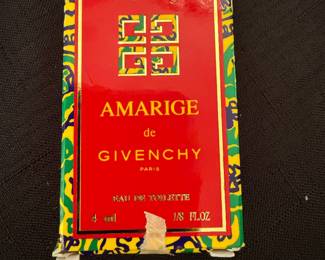 AMARIGE
de
GIVENCHY
PARIS
EAU DE TOILETTE
4 ml 1/8 FL.OZ